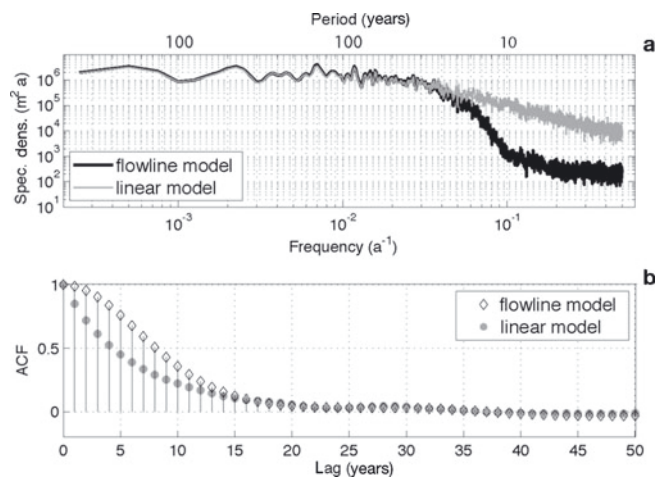 Period (years)
100 100 10
a
Spec. dens. (m² a)
10⁶
10⁵
10⁴
10³
10²
10¹
flowline model
linear model
10⁻³ 10⁻² 10⁻¹
Frequency (a⁻¹)
b
ACF
1
0.5
0
flowline model
linear model
0 5 10 15 20 25 30 35 40 45 50
Lag (years)